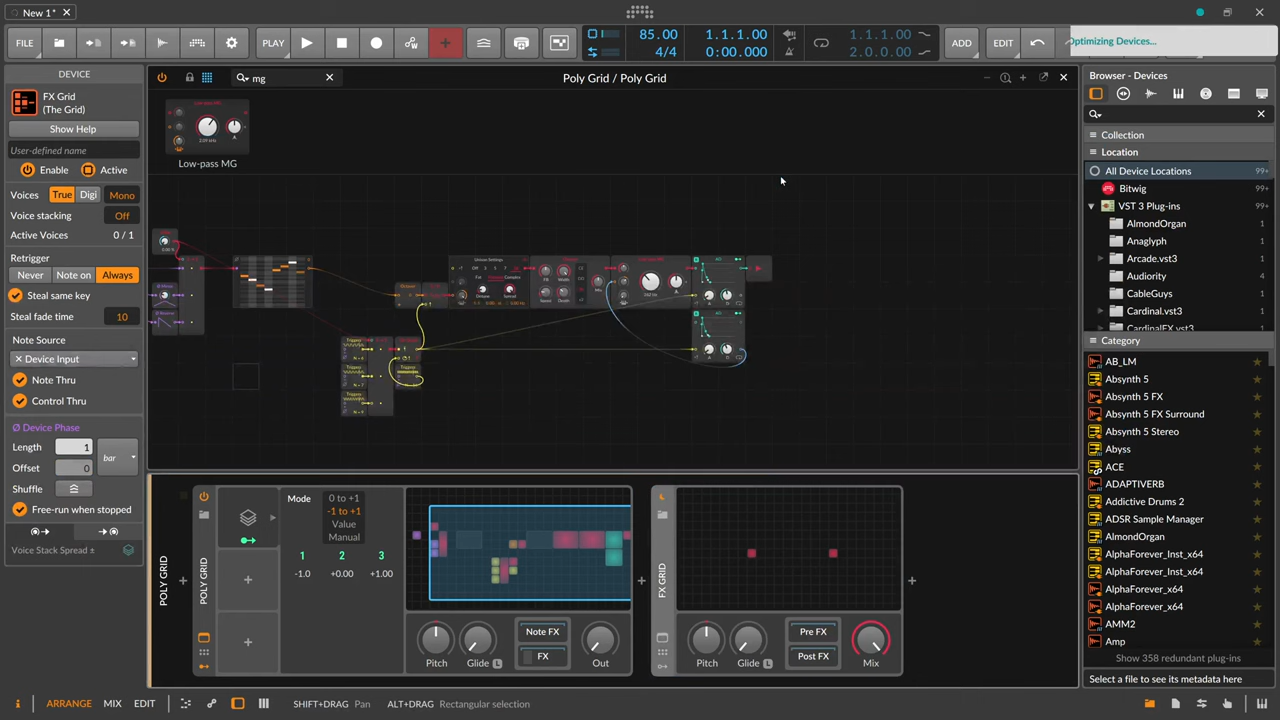 New 1*
FILE
PLAY
85.00
4/4
1.1.1.00
0:00.000
1.1.1.00
2.0.0.00
ADD
EDIT
Optimizing Devices...
DEVICE
FX Grid
(The Grid)
Show Help
User-defined name
Enable
Active
Voices
True
Digi
Mono
Voice stacking
Off
Active Voices
0 / 1
Retrigger
Never
Note on
Always
Steal same key
Steal fade time
10
Note Source
Device Input
Note Thru
Control Thru
Ø Device Phase
Length
1
bar
Offset
0
Shuffle
Free-run when stopped
Voice Stack Spread ±
mg
Poly Grid / Poly Grid
Low-pass MG
POLY GRID
POLY GRID
Mode
0 to +1
-1 to +1
Value
Manual
1
2
3
-1.0
+0.00
+1.00
Pitch
Glide
L
Note FX
FX
Out
FX GRID
Pitch
Glide
L
Pre FX
Post FX
Mix
Browser - Devices
Collection
Location
All Device Locations
99+
Bitwig
99+
VST 3 Plug-ins
99+
AlmondOrgan
1
Anaglyph
1
Arcade.vst3
1
Audiority
1
CableGuys
1
Cardinal.vst3
1
CardinalFX.vst3
1
Category
AB_LM
Absynth 5
Absynth 5 FX
Absynth 5 FX Surround
Absynth 5 Stereo
Abyss
ACE
ADAPTIVERB
Addictive Drums 2
ADSR Sample Manager
AlmondOrgan
AlphaForever_Inst_x64
AlphaForever_Inst_x64
AlphaForever_x64
AlphaForever_x64
AMM2
Amp
Show 358 redundant plug-ins
Select a file to see its metadata here
ARRANGE
MIX
EDIT
SHIFT+DRAG Pan
ALT+DRAG Rectangular selection